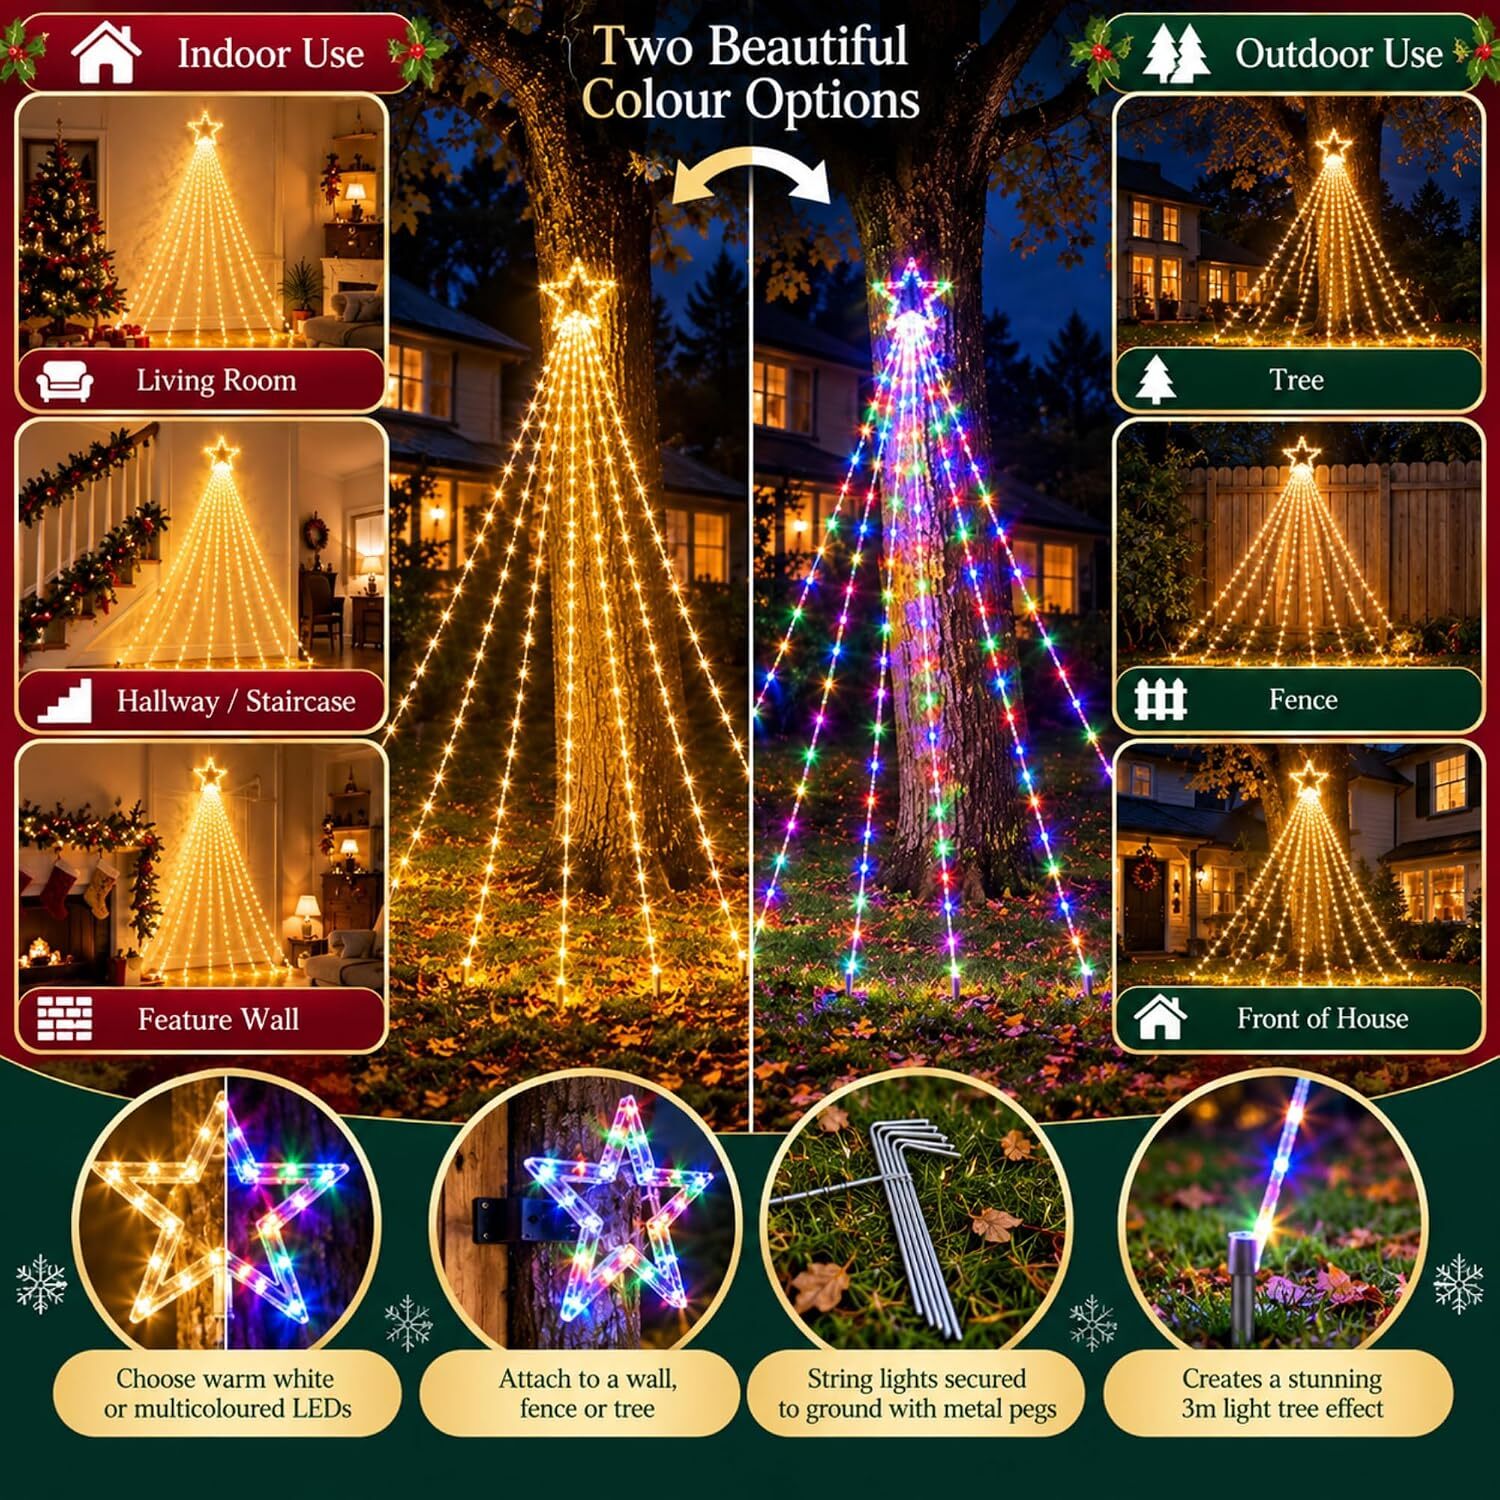 Indoor Use
Two Beautiful
Colour Options
Outdoor Use
Living Room
Hallway / Staircase
Feature Wall
Tree
Fence
Front of House
Choose warm white
or multicoloured LEDs
Attach to a wall,
fence or tree
String lights secured
to ground with metal pegs
Creates a stunning
3m light tree effect